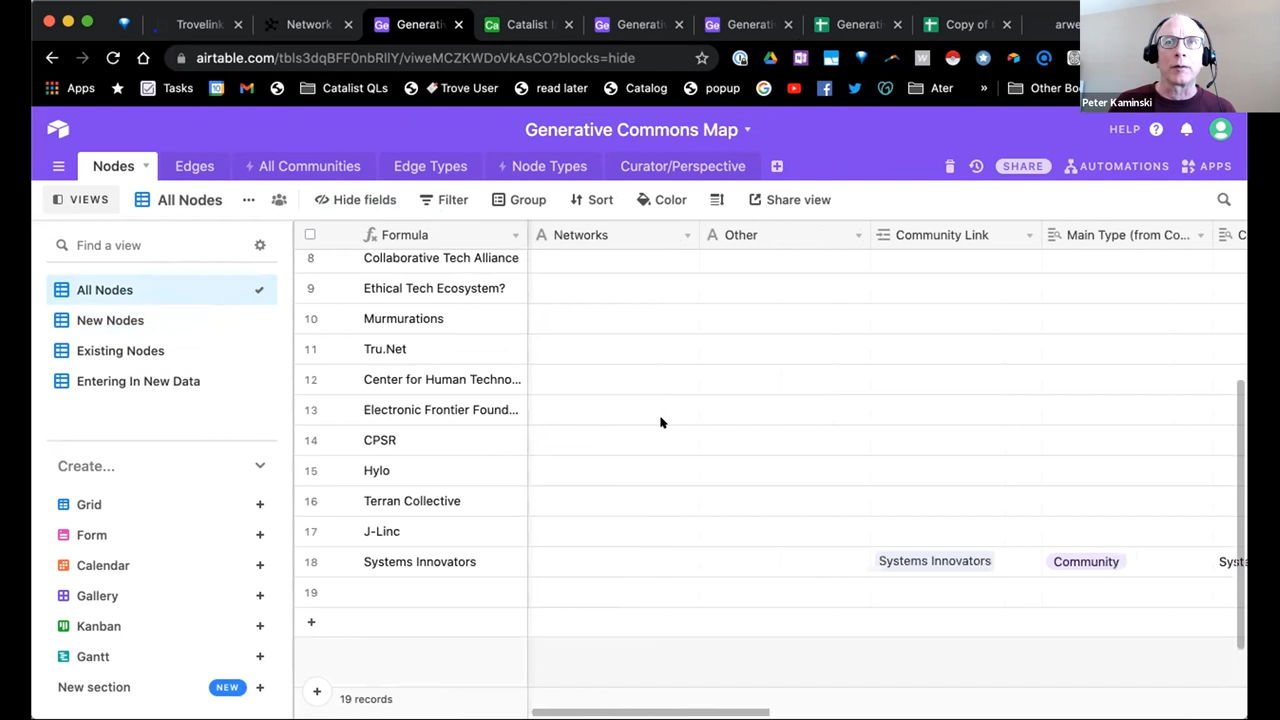 Trovelink
Network
Generati
Catalist l
Generati
Generati
Generati
Copy of
arwe
airtable.com/tbls3dqBFF0nbRllY/viweMCZKWDoVkAsCO?blocks=hide
Apps
Tasks
Catalist QLs
Trove User
read later
Catalog
popup
Ater
»
Other Bo
Peter Kaminski
Generative Commons Map
HELP
Nodes
Edges
All Communities
Edge Types
Node Types
Curator/Perspective
SHARE
AUTOMATIONS
APPS
VIEWS
All Nodes
Hide fields
Filter
Group
Sort
Color
Share view
Find a view
Formula
Networks
Other
Community Link
Main Type (from Co...
C
All Nodes
New Nodes
Existing Nodes
Entering In New Data
8 Collaborative Tech Alliance
9 Ethical Tech Ecosystem?
10 Murmurations
11 Tru.Net
12 Center for Human Techno...
13 Electronic Frontier Found...
14 CPSR
15 Hylo
16 Terran Collective
17 J-Linc
18 Systems Innovators Systems Innovators Community Syste
19
Create...
Grid
Form
Calendar
Gallery
Kanban
Gantt
New section NEW
19 records